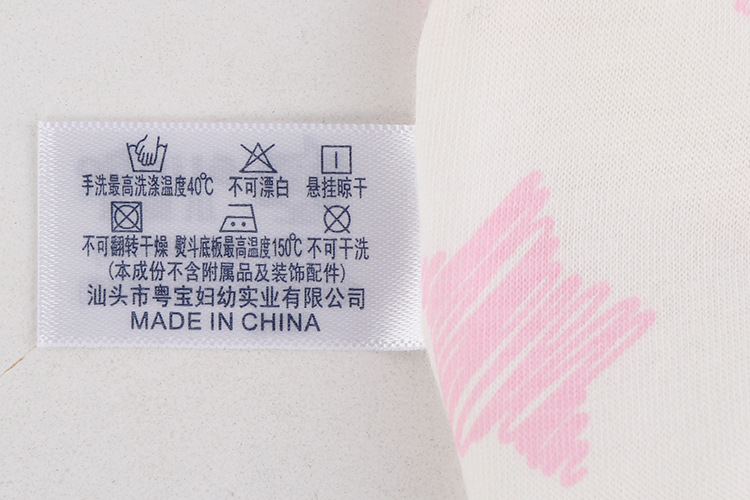 手洗最高洗涤温度40℃ 不可漂白 悬挂晾干
不可翻转干燥 熨斗底板最高温度150℃ 不可干洗
(本成份不含附属品及装饰配件)
汕头市粤宝妇幼实业有限公司
MADE IN CHINA